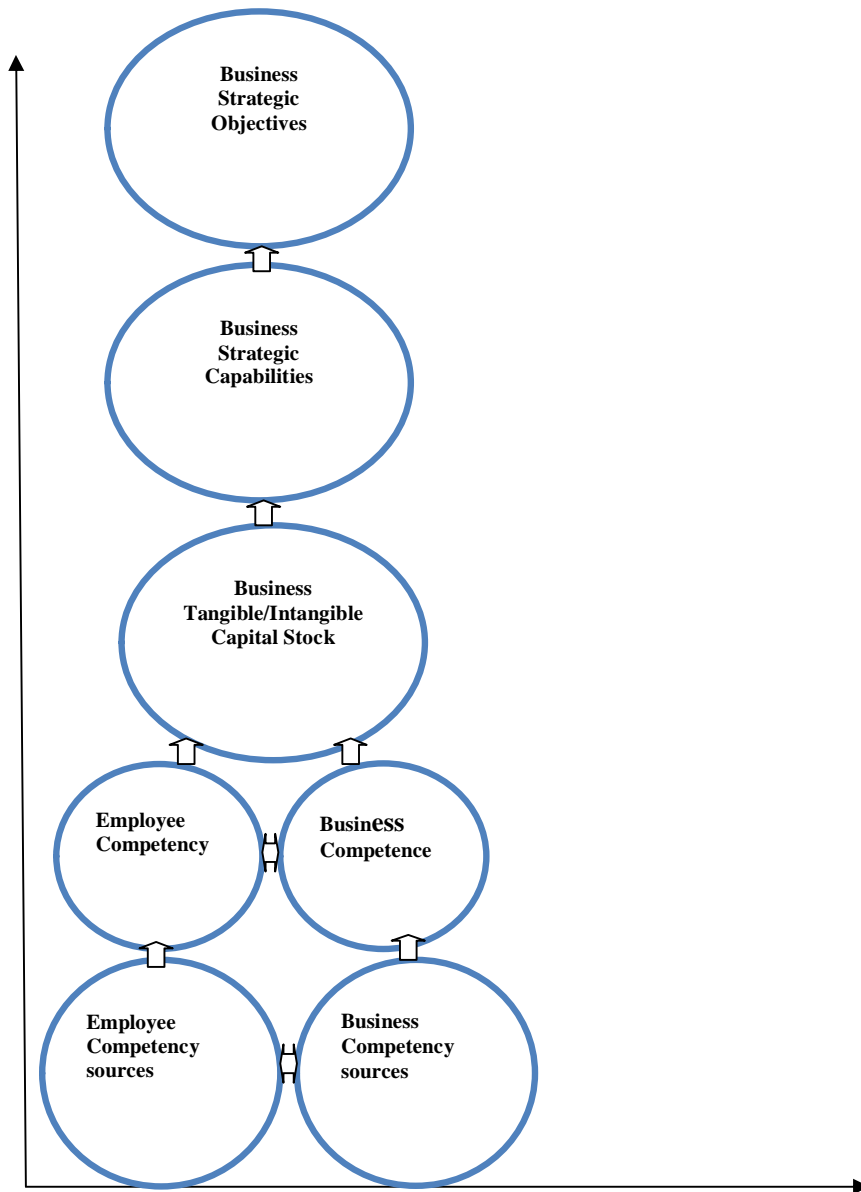 Business
Strategic
Objectives
Business
Strategic
Capabilities
Business
Tangible/Intangible
Capital Stock
Employee
Competency
Business
Competence
Employee
Competency
sources
Business
Competency
sources